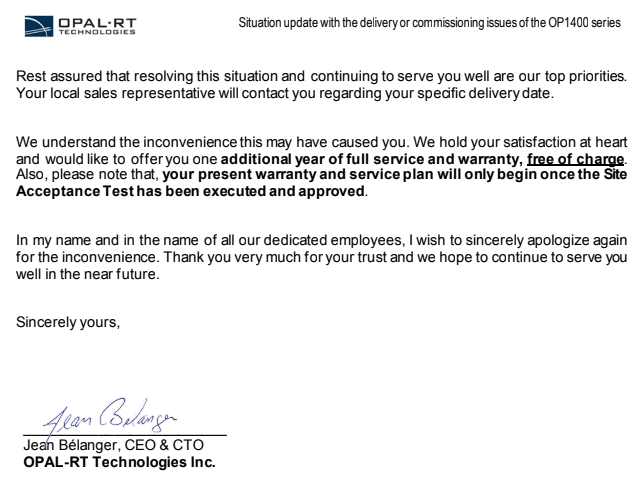 OPAL-RT
TECHNOLOGIES
Situation update with the delivery or commissioning issues of the OP1400 series
Rest assured that resolving this situation and continuing to serve you well are our top priorities.
Your local sales representative will contact you regarding your specific delivery date.
We understand the inconvenience this may have caused you. We hold your satisfaction at heart
and would like to offer you one additional year of full service and warranty, free of charge.
Also, please note that, your present warranty and service plan will only begin once the Site
Acceptance Test has been executed and approved.
In my name and in the name of all our dedicated employees, I wish to sincerely apologize again
for the inconvenience. Thank you very much for your trust and we hope to continue to serve you
well in the near future.
Sincerely yours,
Jean Bélanger
Jean Bélanger, CEO & CTO
OPAL-RT Technologies Inc.